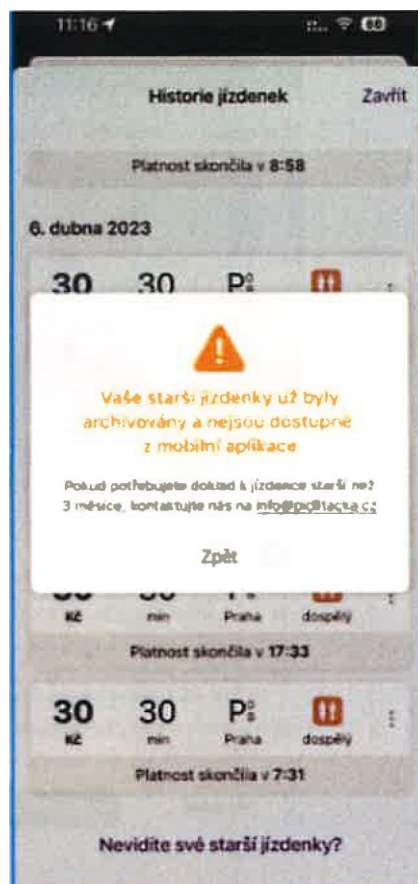 11:16
60
Historie jízdenek
Zavřít
Platnost skončila v 8:58
6. dubna 2023
30 30 P
Vaše starší jízdenky už byly
archivovány a nejsou dostupné
z mobilní aplikace
Pokud potřebujete doklad k jízdence starší než
3 měsíce, kontaktujte nás na info@pidlitacka.cz
Zpět
Kč min Praha dospělý
Platnost skončila v 17:33
30 30 P
Kč min Praha dospělý
Platnost skončila v 7:31
Nevidíte své starší jízdenky?